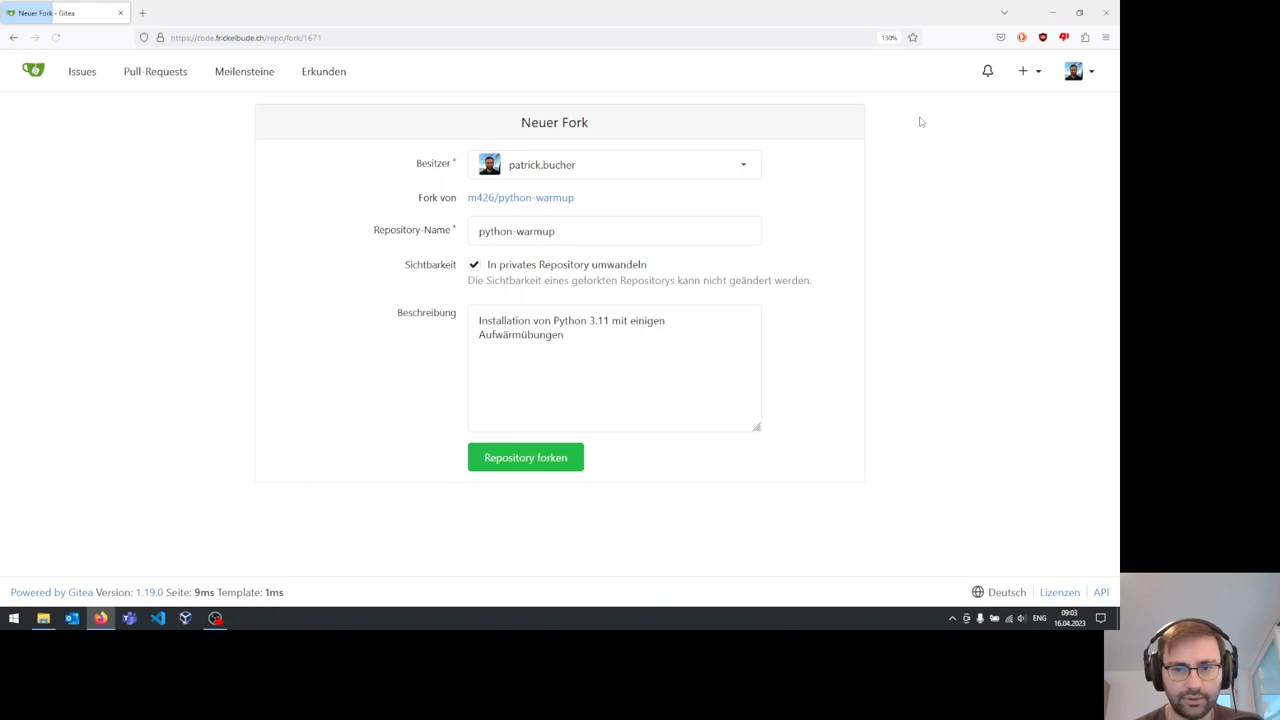 Neuer Fork - Gitea
https://code.frickelbude.ch/repo/fork/1671
130%
Issues
Pull-Requests
Meilensteine
Erkunden
Neuer Fork
Besitzer *
patrick.bucher
Fork von
m426/python-warmup
Repository-Name *
python-warmup
Sichtbarkeit
In privates Repository umwandeln
Die Sichtbarkeit eines geforkten Repositorys kann nicht geändert werden.
Beschreibung
Installation von Python 3.11 mit einigen
Aufwärmübungen
Repository forken
Powered by Gitea Version: 1.19.0 Seite: 9ms Template: 1ms
Deutsch
Lizenzen
API
ENG
09:03
16.04.2023